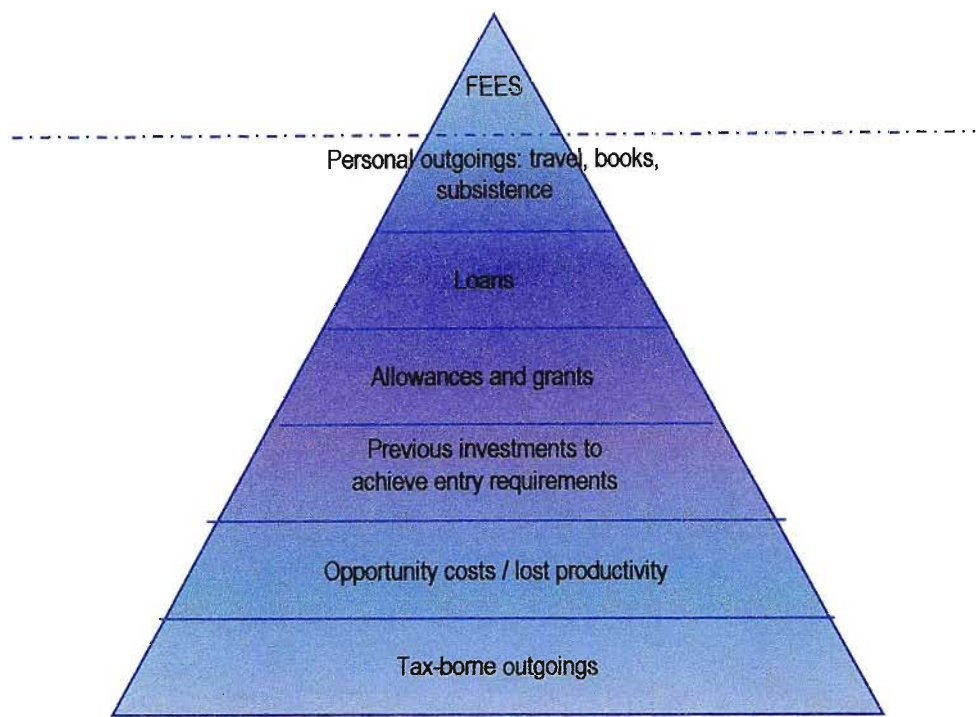 FEES
Personal outgoings: travel, books,
subsistence
Loans
Allowances and grants
Previous investments to
achieve entry requirements
Opportunity costs / lost productivity
Tax-borne outgoings